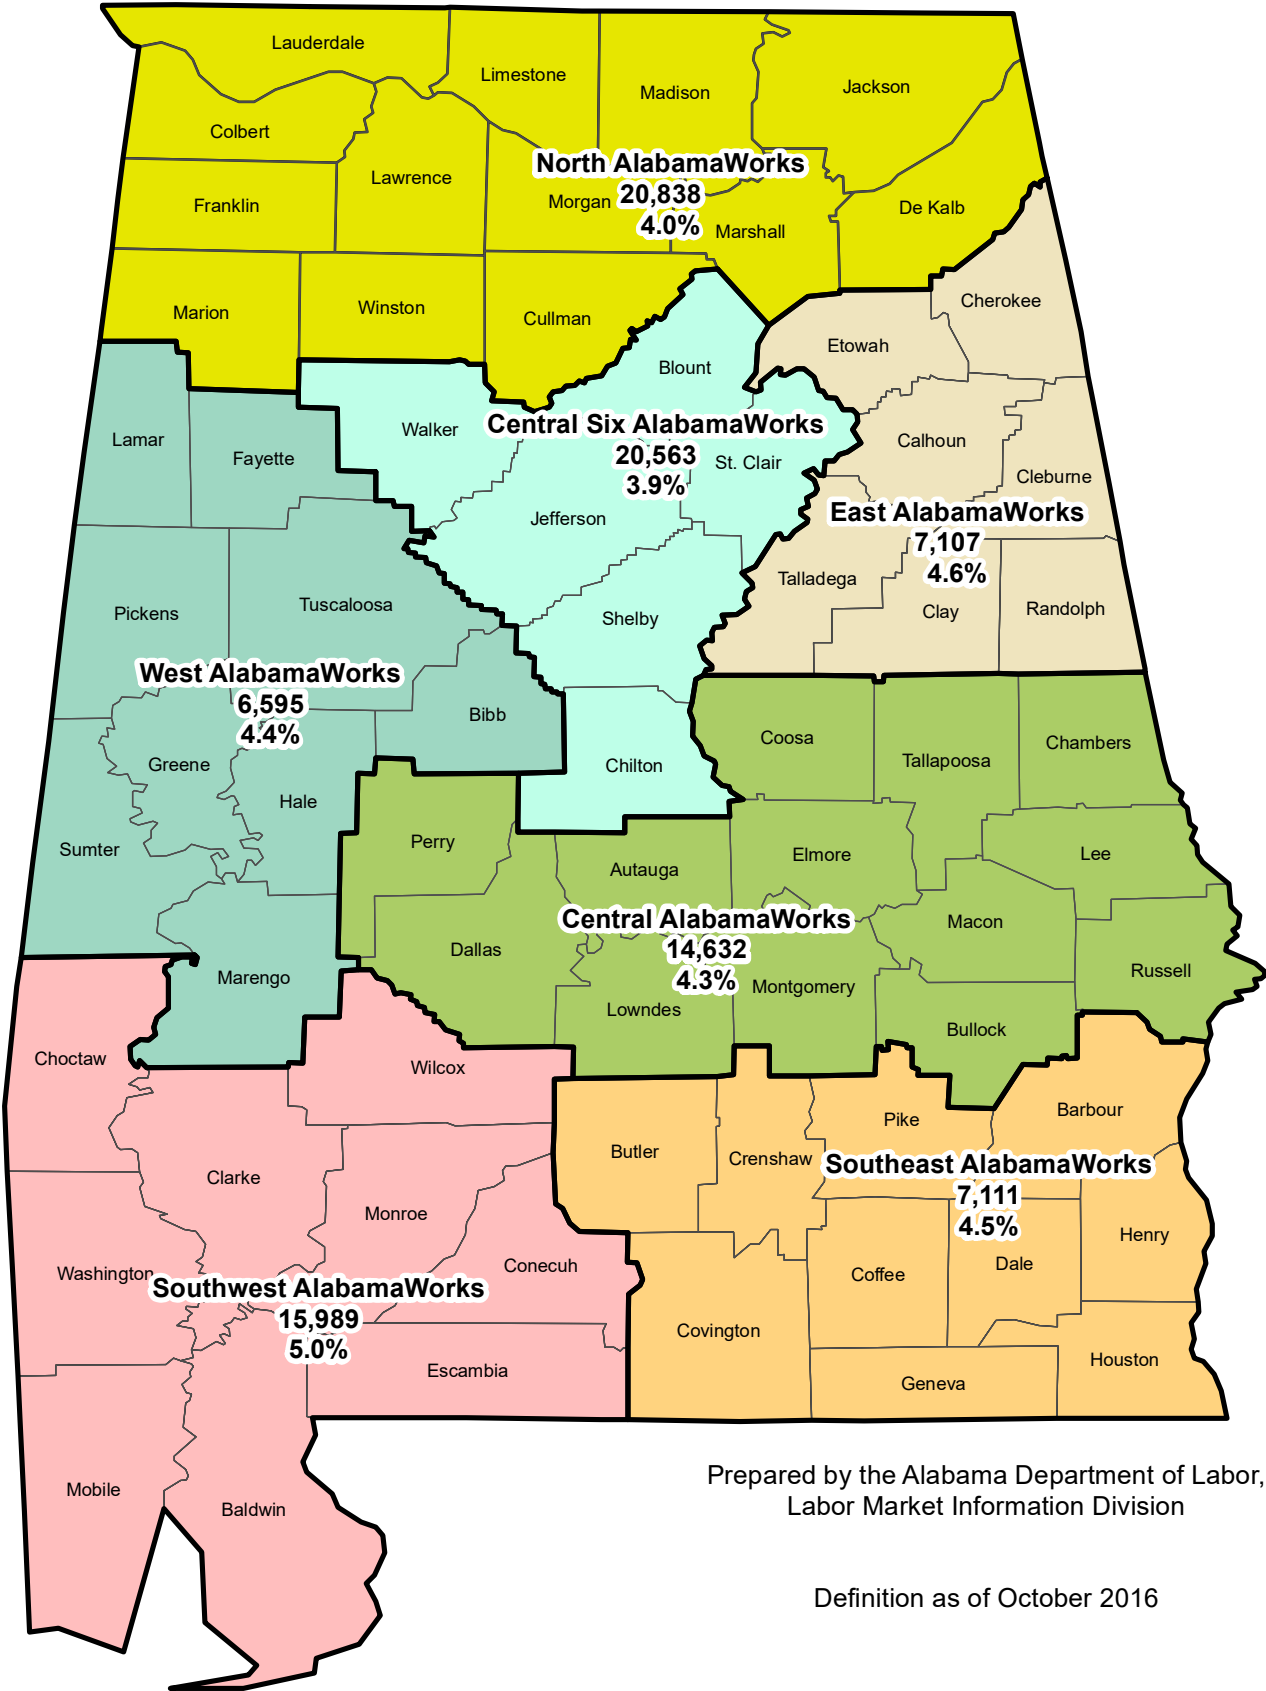 Lauderdale
Limestone
Madison
Jackson
Colbert
Lawrence
Franklin
Morgan
North AlabamaWorks
20,838
4.0%
Marshall
De Kalb
Marion
Winston
Cullman
Cherokee
Etowah
Blount
Walker
Central Six AlabamaWorks
20,563
3.9%
St. Clair
Jefferson
Shelby
Chilton
Calhoun
Cleburne
East AlabamaWorks
7,107
4.6%
Talladega
Clay
Randolph
Lamar
Fayette
Pickens
Tuscaloosa
West AlabamaWorks
6,595
4.4%
Bibb
Greene
Hale
Sumter
Marengo
Coosa
Tallapoosa
Chambers
Perry
Autauga
Elmore
Lee
Central AlabamaWorks
14,632
4.3%
Dallas
Macon
Lowndes
Montgomery
Russell
Bullock
Choctaw
Wilcox
Clarke
Monroe
Washington
Conecuh
Southwest AlabamaWorks
15,989
5.0%
Escambia
Mobile
Baldwin
Butler
Crenshaw
Pike
Barbour
Southeast AlabamaWorks
7,111
4.5%
Henry
Coffee
Dale
Covington
Geneva
Houston
Prepared by the Alabama Department of Labor,
Labor Market Information Division
Definition as of October 2016